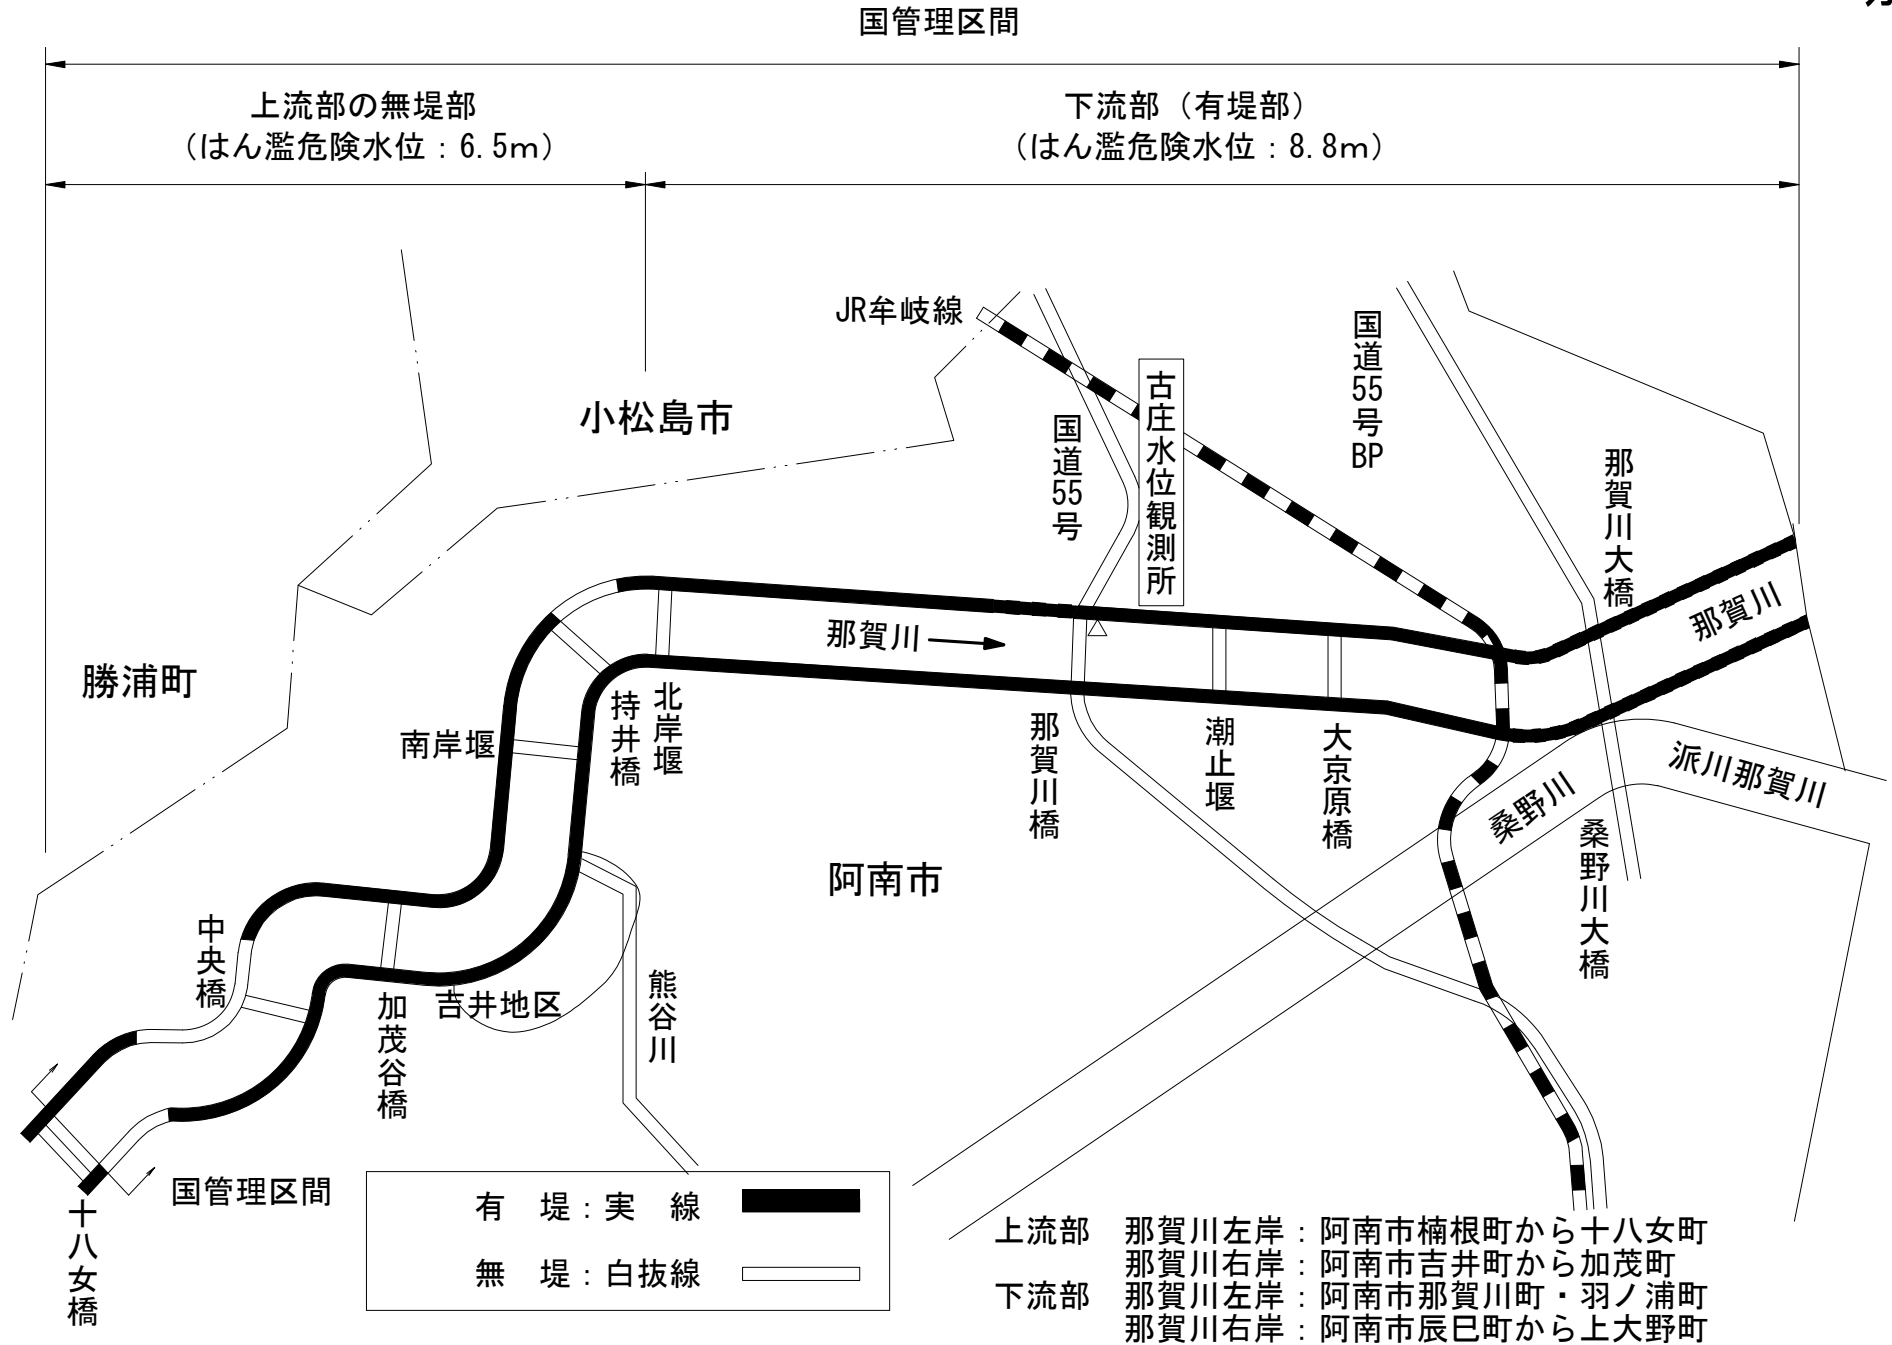 国管理区間
上流部の無堤部
（はん濫危険水位：6.5m）
下流部（有堤部）
（はん濫危険水位：8.8m）
JR牟岐線
国道55号
古庄水位観測所
国道55号BP
那賀川大橋
小松島市
勝浦町
那賀川
那賀川
南岸堰
持井橋
北岸堰
那賀川橋
潮止堰
大京原橋
桑野川
派川那賀川
桑野川大橋
阿南市
中央橋
加茂谷橋
吉井地区
熊谷川
国管理区間
十八女橋
有　堤：実　線
無　堤：白抜線
上流部　那賀川左岸：阿南市楠根町から十八女町
那賀川右岸：阿南市吉井町から加茂町
下流部　那賀川左岸：阿南市那賀川町・羽ノ浦町
那賀川右岸：阿南市辰巳町から上大野町